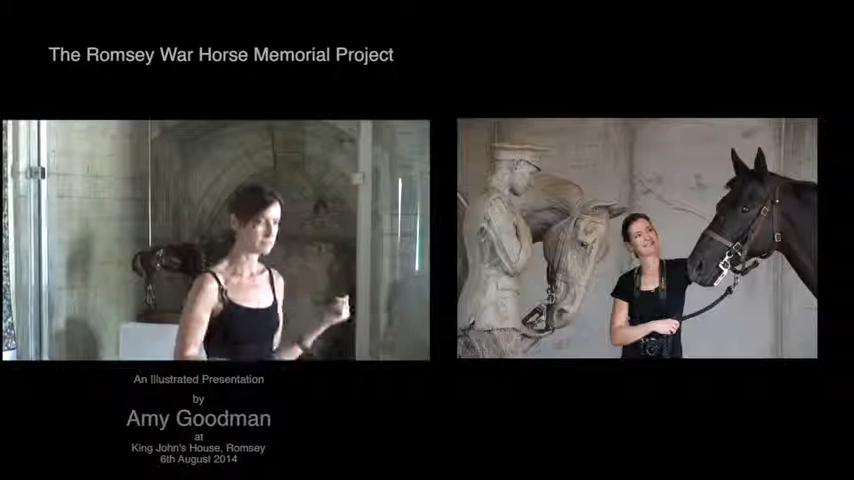 The Romsey War Horse Memorial Project
An Illustrated Presentation
by
Amy Goodman
at
King John's House, Romsey
6th August 2014